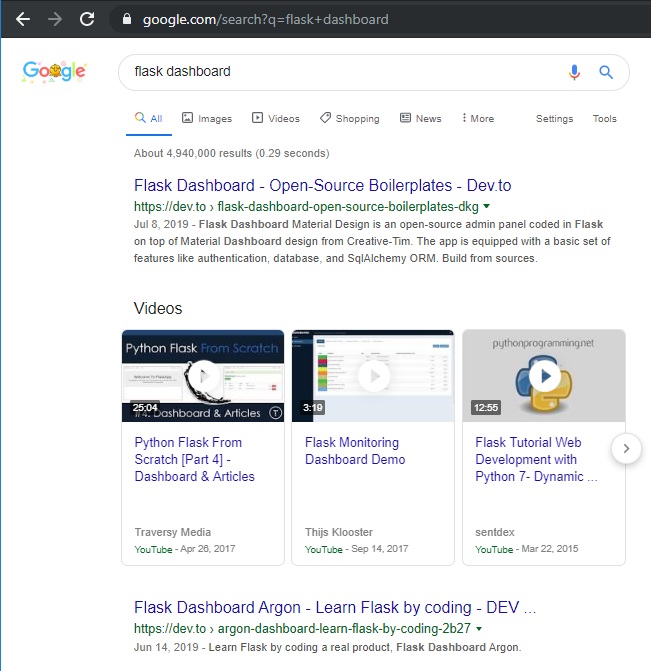 google.com/search?q=flask+dashboard
Google
flask dashboard
All Images Videos Shopping News More Settings Tools
About 4,940,000 results (0.29 seconds)
Flask Dashboard - Open-Source Boilerplates - Dev.to
https://dev.to › flask-dashboard-open-source-boilerplates-dkg
Jul 8, 2019 - Flask Dashboard Material Design is an open-source admin panel coded in Flask
on top of Material Dashboard design from Creative-Tim. The app is equipped with a basic set of
features like authentication, database, and SqlAlchemy ORM. Build from sources.
Videos
Python Flask From Scratch
25:04
#4: Dashboard & Articles
3:19
pythonprogramming.net
12:55
Python Flask From
Scratch [Part 4] -
Dashboard & Articles
Traversy Media
YouTube - Apr 26, 2017
Flask Monitoring
Dashboard Demo
Thijs Klooster
YouTube - Sep 14, 2017
Flask Tutorial Web
Development with
Python 7- Dynamic ...
sentdex
YouTube - Mar 22, 2015
Flask Dashboard Argon - Learn Flask by coding - DEV ...
https://dev.to › argon-dashboard-learn-flask-by-coding-2b27
Jun 14, 2019 - Learn Flask by coding a real product, Flask Dashboard Argon.